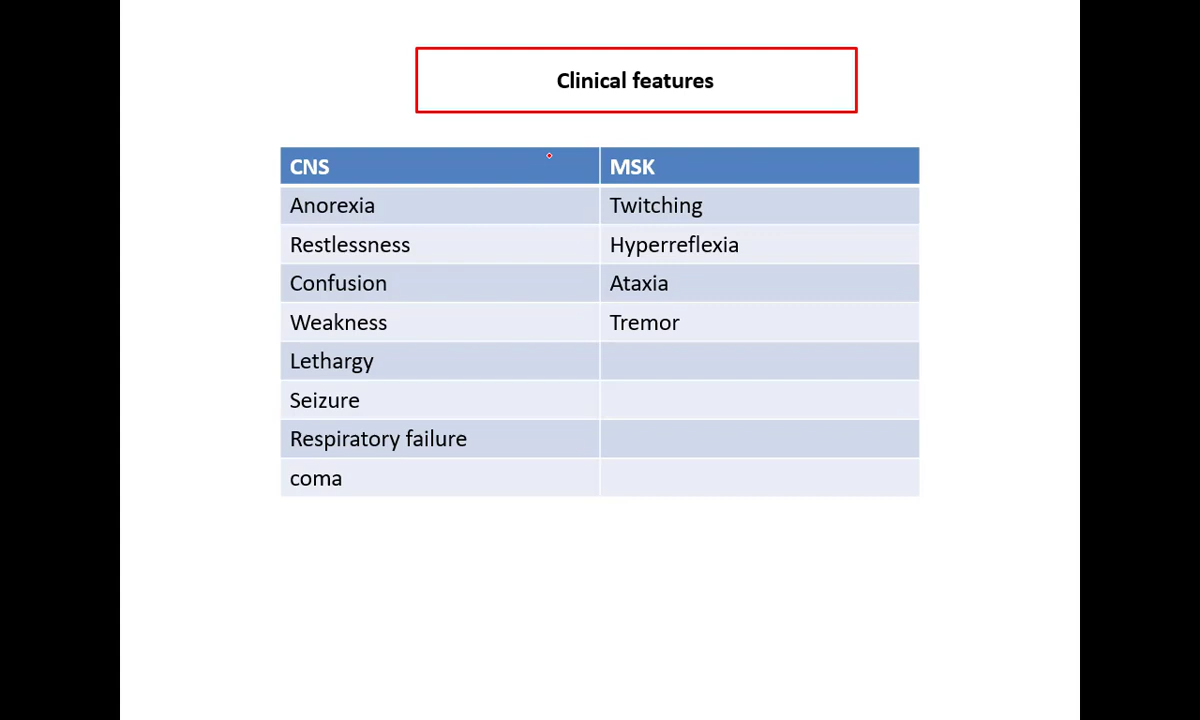 Clinical features
CNS MSK
Anorexia Twitching
Restlessness Hyperreflexia
Confusion Ataxia
Weakness Tremor
Lethargy
Seizure
Respiratory failure
coma